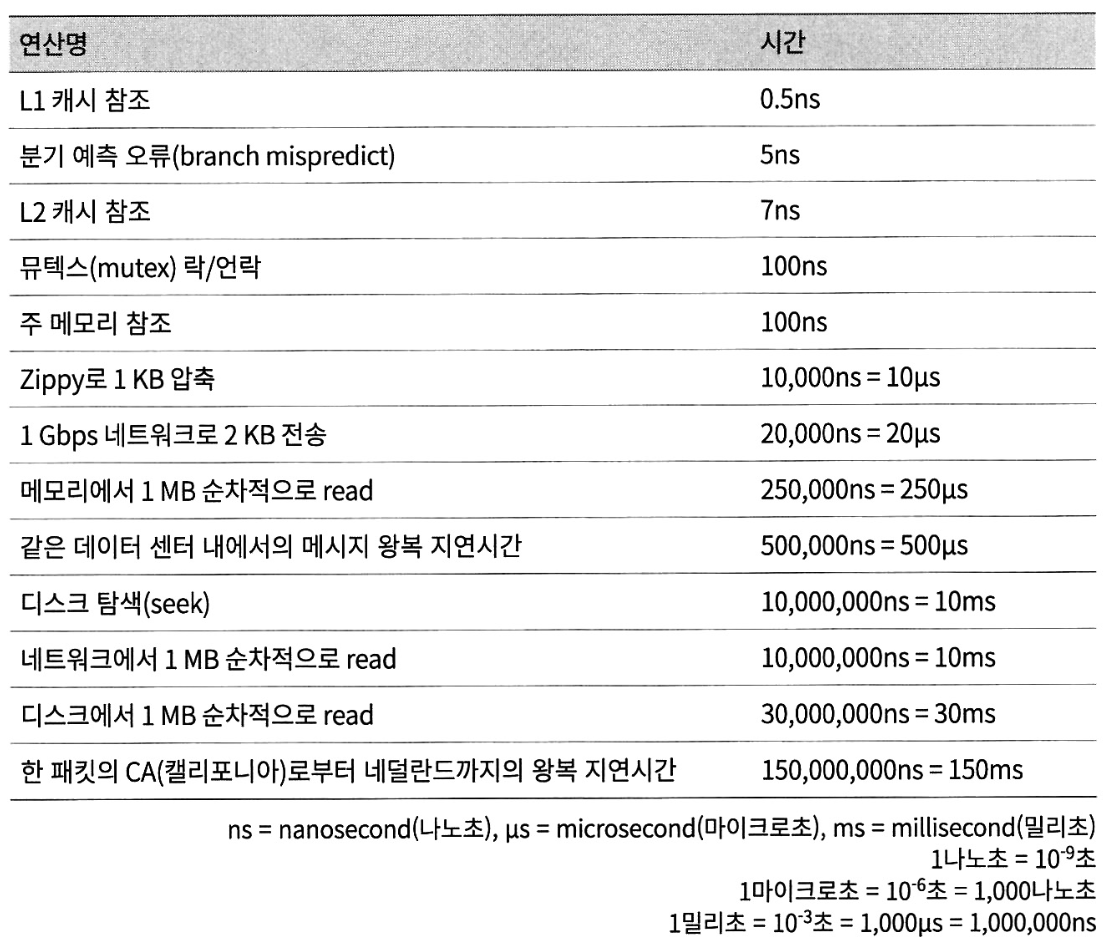 연산명 시간
L1 캐시 참조 0.5ns
분기 예측 오류(branch mispredict) 5ns
L2 캐시 참조 7ns
뮤텍스(mutex) 락/언락 100ns
주 메모리 참조 100ns
Zippy로 1 KB 압축 10,000ns = 10μs
1 Gbps 네트워크로 2 KB 전송 20,000ns = 20μs
메모리에서 1 MB 순차적으로 read 250,000ns = 250μs
같은 데이터 센터 내에서의 메시지 왕복 지연시간 500,000ns = 500μs
디스크 탐색(seek) 10,000,000ns = 10ms
네트워크에서 1 MB 순차적으로 read 10,000,000ns = 10ms
디스크에서 1 MB 순차적으로 read 30,000,000ns = 30ms
한 패킷의 CA(캘리포니아)로부터 네덜란드까지의 왕복 지연시간 150,000,000ns = 150ms
ns = nanosecond(나노초), μs = microsecond(마이크로초), ms = millisecond(밀리초)
1나노초 = 10⁻⁹초
1마이크로초 = 10⁻⁶초 = 1,000나노초
1밀리초 = 10⁻³초 = 1,000μs = 1,000,000ns